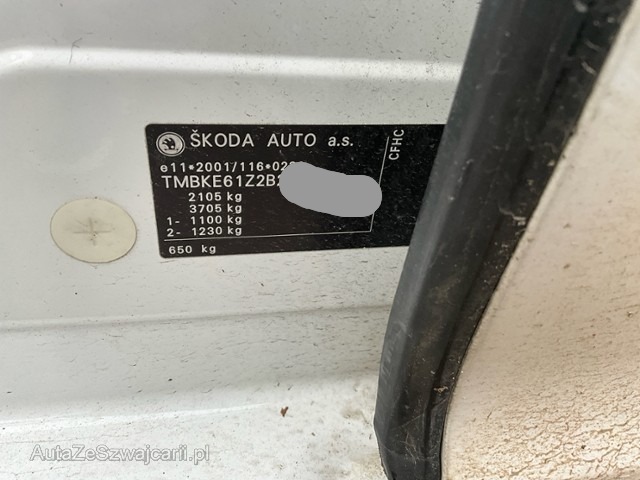 ŠKODA AUTO a.s.
e11*2001/116*02
TMBKE61Z2B2
2105 kg
3705 kg
1- 1100 kg
2- 1230 kg
650 kg
CFHC
AutaZeSzwajcarii.pl